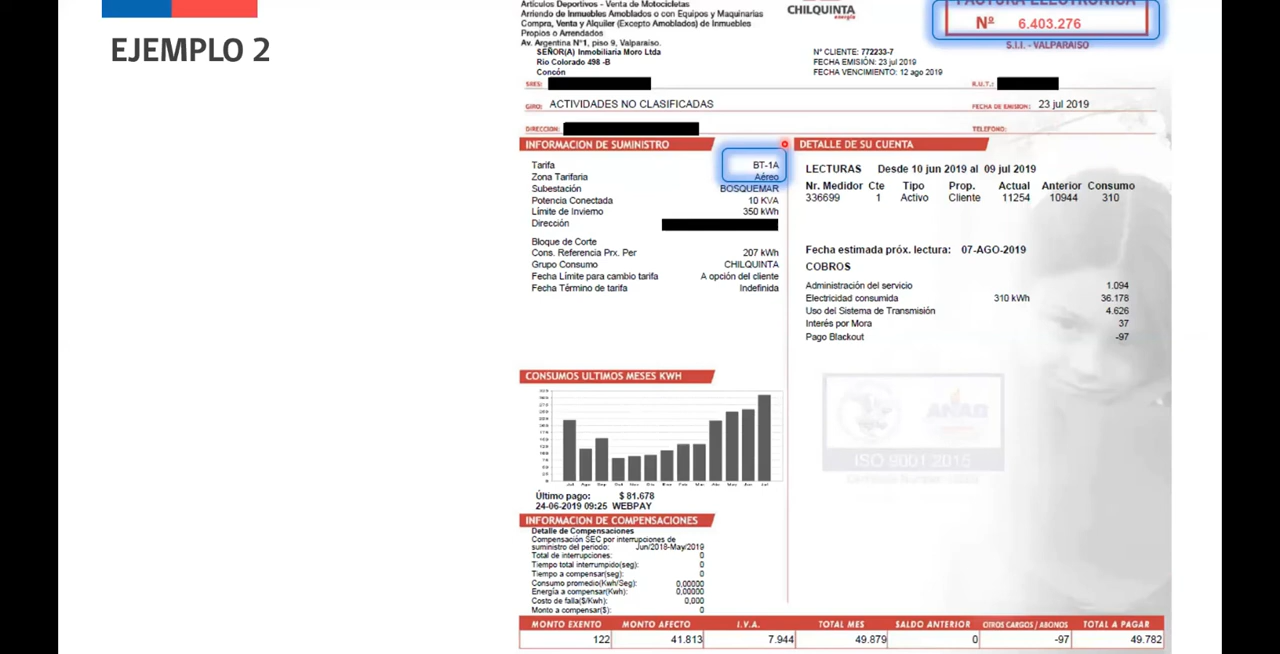 EJEMPLO 2
Artículos Deportivos - Venta de Motocicletas
Arriendo de Inmuebles Amoblados o con Equipos y Maquinarias
Compra, Venta y Alquiler (Excepto Amoblados) de Inmuebles
Propios o Arrendados
Av. Argentina N°1, piso 9, Valparaiso.
CHILQUINTA
energía
FACTURA ELECTRONICA
Nº 6.403.276
S.I.I. - VALPARAISO
SEÑOR(A) Inmobiliaria Moro Ltda
Rio Colorado 498 -B
Concón
N° CLIENTE: 772233-7
FECHA EMISIÓN: 23 jul 2019
FECHA VENCIMIENTO: 12 ago 2019
SRES:
R.U.T.:
GIRO: ACTIVIDADES NO CLASIFICADAS
FECHA DE EMISION: 23 jul 2019
DIRECCION:
TELEFONO:
INFORMACION DE SUMINISTRO
Tarifa BT-1A
Zona Tarifaria Aéreo
Subestación BOSQUEMAR
Potencia Conectada 10 KVA
Límite de Invierno 350 kWh
Dirección
Bloque de Corte
Cons. Referencia Prx. Per 207 kWh
Grupo Consumo CHILQUINTA
Fecha Límite para cambio tarifa A opción del cliente
Fecha Término de tarifa Indefinida
DETALLE DE SU CUENTA
LECTURAS Desde 10 jun 2019 al 09 jul 2019
Nr. Medidor Cte Tipo Prop. Actual Anterior Consumo
336699 1 Activo Cliente 11254 10944 310
Fecha estimada próx. lectura: 07-AGO-2019
COBROS
Administración del servicio 1.094
Electricidad consumida 310 kWh 36.178
Uso del Sistema de Transmisión 4.626
Interés por Mora 37
Pago Blackout -97
ANAB
ISO 9001 2015
CONSUMOS ULTIMOS MESES KWH
Último pago: $ 81.678
24-06-2019 09:25 WEBPAY
INFORMACION DE COMPENSACIONES
Detalle de Compensaciones
Compensación SEC por interrupciones de
suministro del periodo: Jun/2018-May/2019
Total de interrupciones: 0
Tiempo total interrumpido(seg): 0
Tiempo a compensar(seg): 0
Consumo promedio(Kwh/Seg): 0,00000
Energía a compensar(Kwh): 0,00000
Costo de falla($/Kwh): 0,000
Monto a compensar($): 0
MONTO EXENTO MONTO AFECTO I.V.A. TOTAL MES SALDO ANTERIOR OTROS CARGOS / ABONOS TOTAL A PAGAR
122 41.813 7.944 49.879 0 -97 49.782